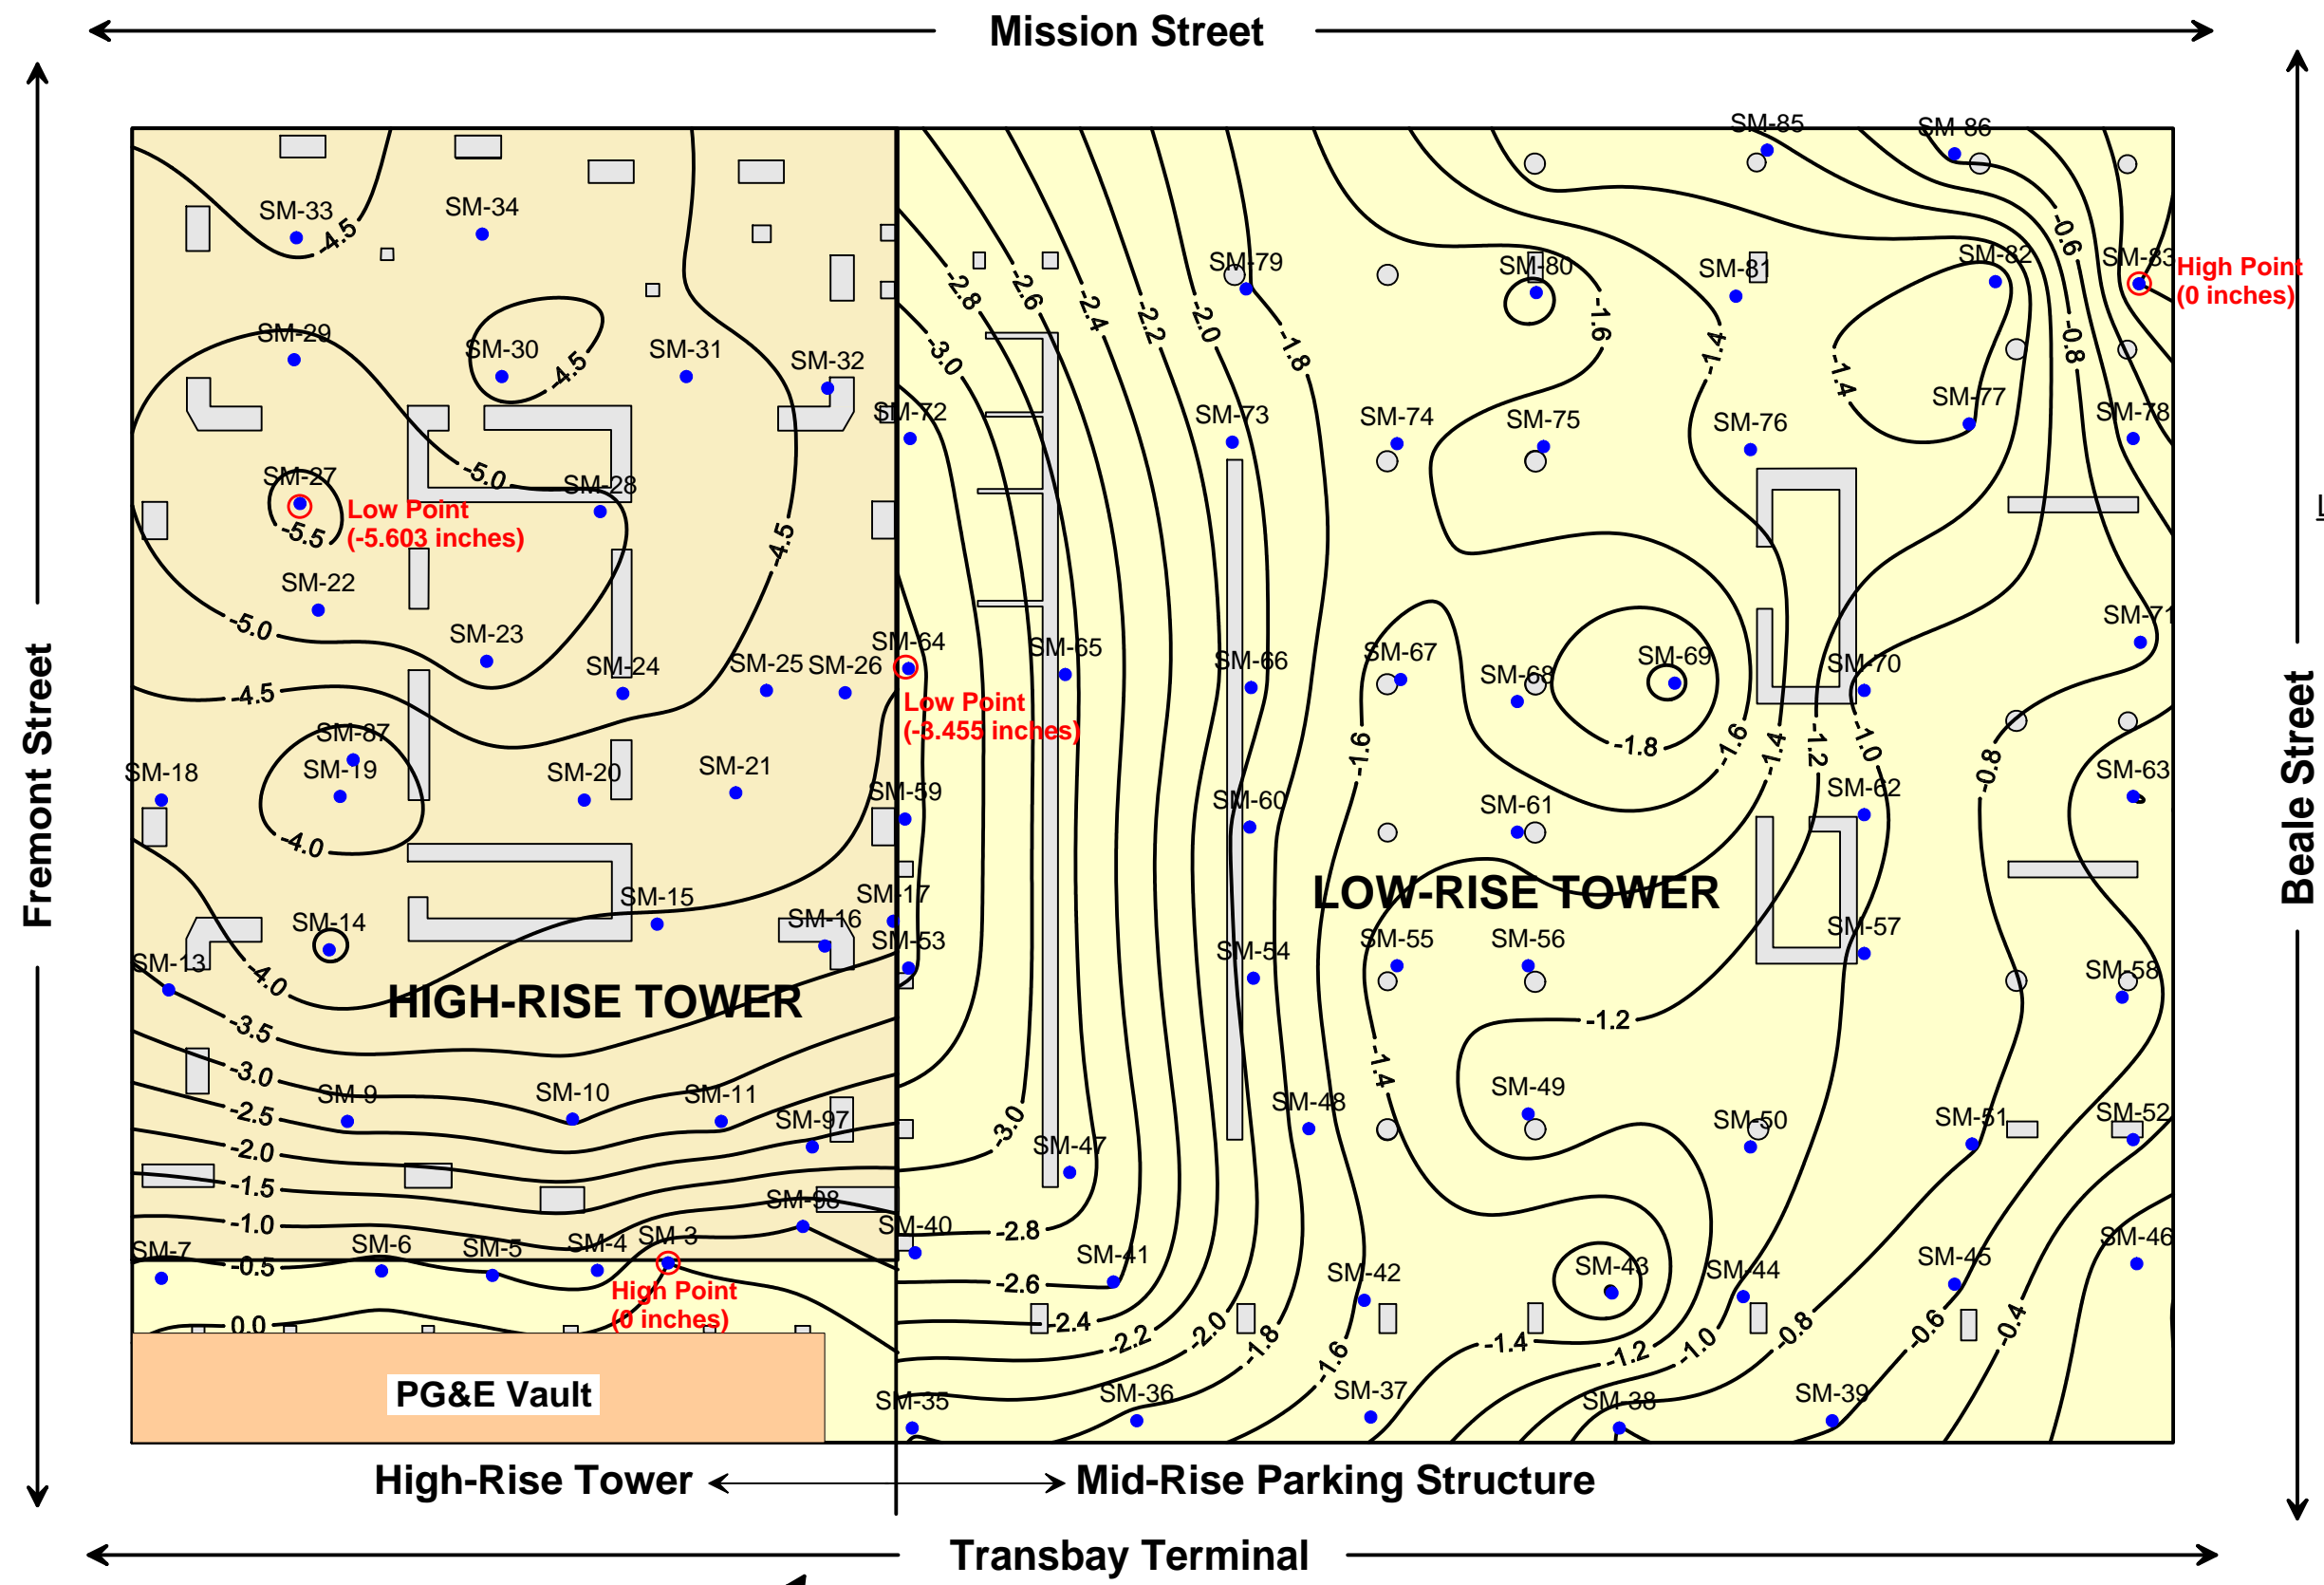 Mission Street
SM-85
SM-86
SM-33
SM-34
-4.5
-0.6
SM-79
SM-80
SM-81
SM-82
SM-83
High Point
(0 inches)
-2.8
-2.6
-2.4
-2.2
-2.0
-1.8
-1.6
-1.4
-0.8
SM-29
SM-30
-4.5
SM-31
SM-32
-3.0
-1.4
SM-72
SM-73
SM-74
SM-75
SM-76
SM-77
SM-78
SM-27
-5.0
SM-28
Low Point
(-5.603 inches)
-5.5
-4.5
SM-22
-5.0
SM-23
SM-24
SM-25
SM-26
SM-64
SM-65
SM-66
SM-67
SM-68
SM-69
SM-70
SM-71
-4.5
Low Point
(-3.455 inches)
Fremont Street
Beale Street
SM-87
SM-18
SM-19
SM-20
SM-21
-1.6
-1.8
-1.6
-1.4
-1.2
-1.0
-0.8
SM-63
SM-59
SM-60
SM-61
SM-62
-4.0
SM-15
SM-17
LOW-RISE TOWER
SM-14
SM-16
SM-53
SM-54
SM-55
SM-56
SM-57
SM-58
SM-13
-4.0
HIGH-RISE TOWER
-3.5
-1.2
-3.0
-1.4
SM-9
SM-10
SM-11
SM-97
-3.0
SM-48
SM-49
SM-50
SM-51
SM-52
-2.5
-2.0
SM-47
-1.5
SM-98
-1.0
SM-40
-2.8
SM-7
SM-6
SM-5
SM-4
SM-3
-0.5
SM-41
SM-42
SM-43
SM-44
SM-45
SM-46
-2.6
High Point
(0 inches)
0.0
-2.4
-2.2
-2.0
-1.8
-1.6
-1.4
-1.2
-1.0
-0.8
-0.6
-0.4
PG&E Vault
SM-35
SM-36
SM-37
SM-38
SM-39
High-Rise Tower
Mid-Rise Parking Structure
Transbay Terminal